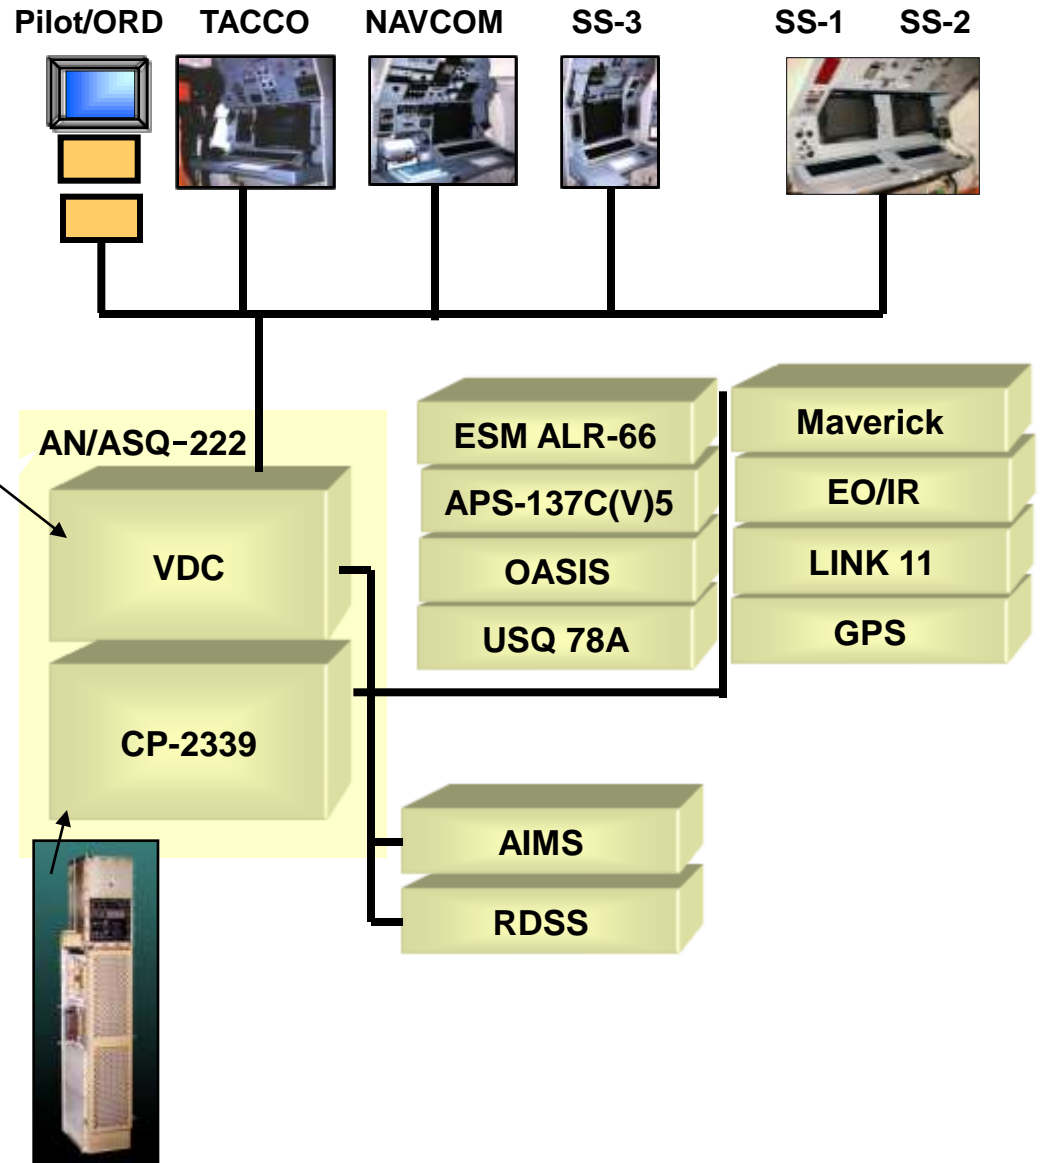 Pilot/ORD TACCO NAVCOM SS-3 SS-1 SS-2
AN/ASQ-222
VDC
CP-2339
ESM ALR-66
APS-137C(V)5
OASIS
USQ 78A
Maverick
EO/IR
LINK 11
GPS
AIMS
RDSS